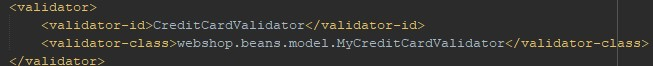 <validator>
<validator-id>CreditCardValidator</validator-id>
<validator-class>webshop.beans.model.MyCreditCardValidator</validator-class>
</validator>